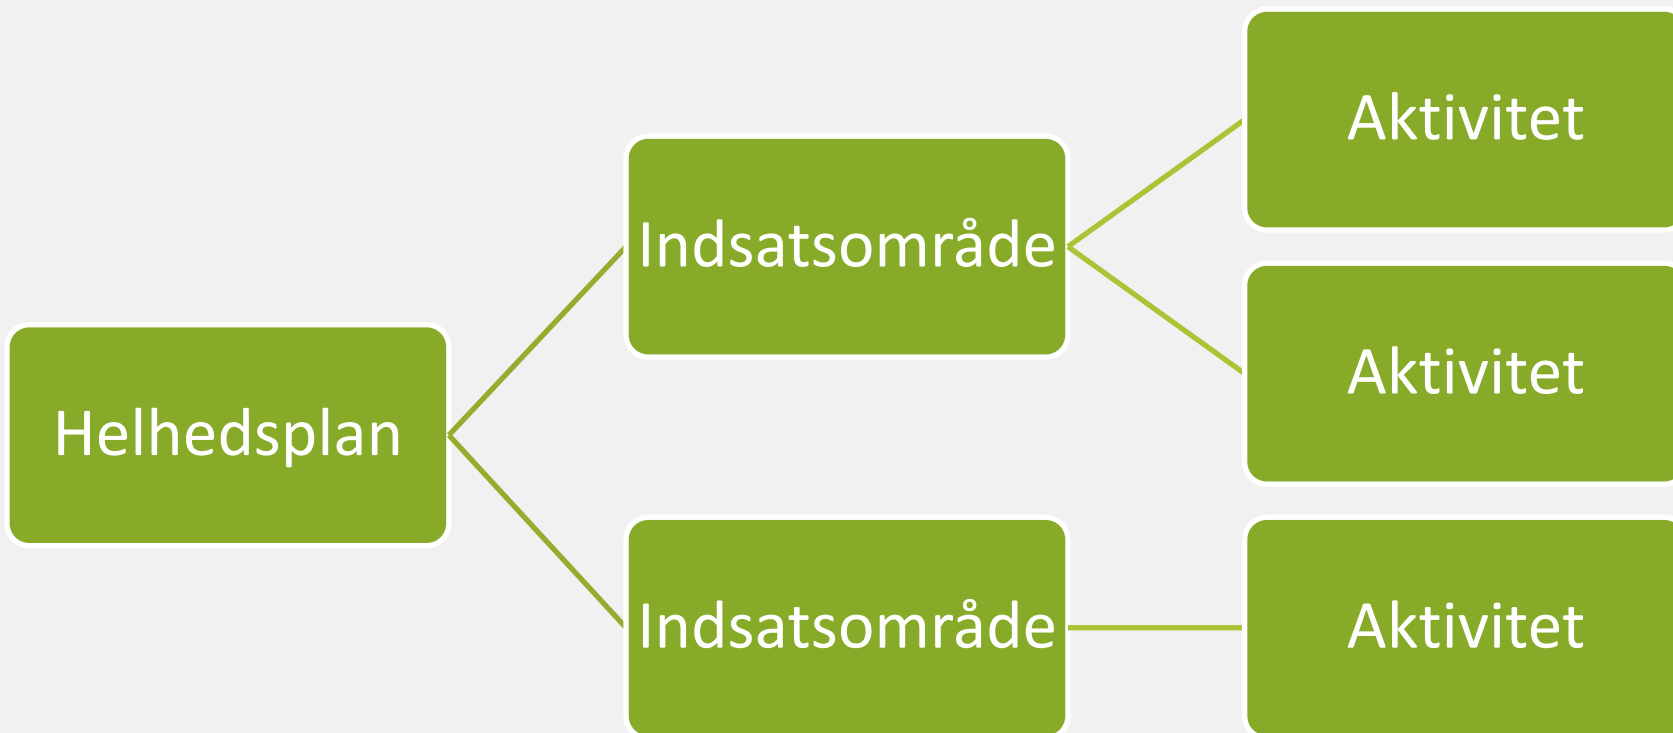 Helhedsplan
Indsatsområde
Aktivitet
Aktivitet
Indsatsområde
Aktivitet